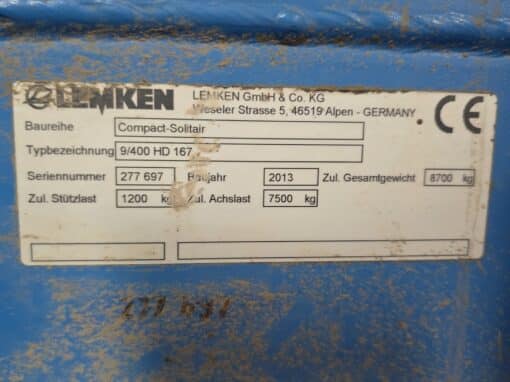 LEMKEN
LEMKEN GmbH & Co. KG
Weseler Strasse 5, 46519 Alpen - GERMANY
CE
Baureihe Compact-Solitair
Typbezeichnung 9/400 HD 167
Seriennummer 277 697 Baujahr 2013 Zul. Gesamtgewicht 8700 kg
Zul. Stützlast 1200 kg Zul. Achslast 7500 kg